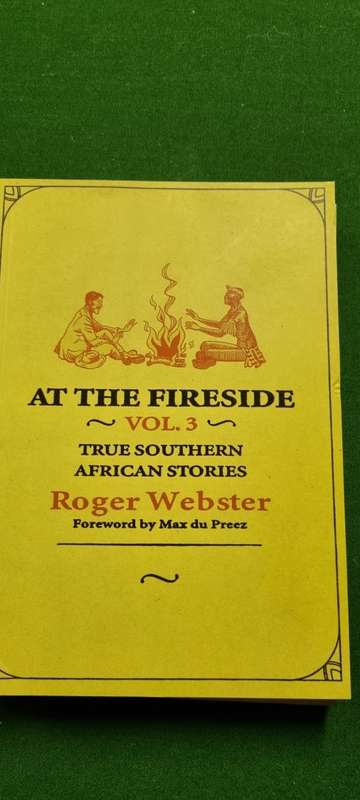 AT THE FIRESIDE
~ VOL. 3 ~
TRUE SOUTHERN
AFRICAN STORIES
Roger Webster
Foreword by Max du Preez